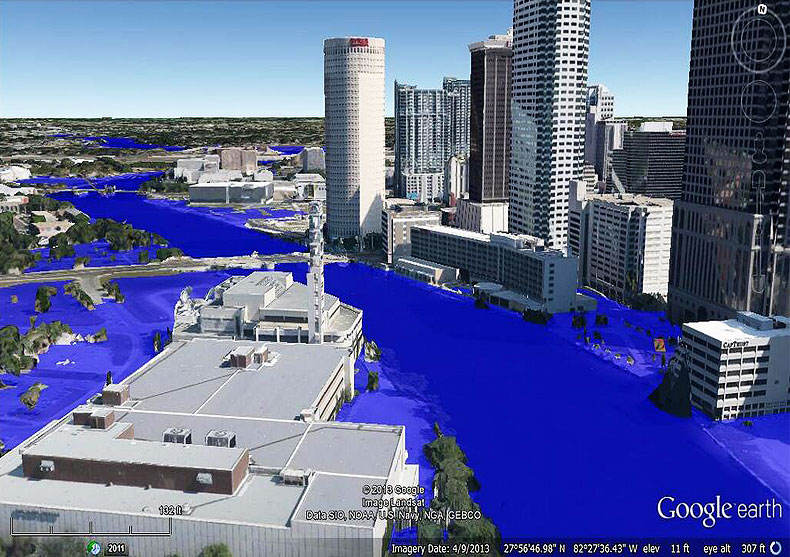 N
CAPTRUST
© 2013 Google
Image Landsat
Data SIO, NOAA, U.S. Navy, NGA, GEBCO
Google earth
132 ft
2011
Imagery Date: 4/9/2013 27°56'46.98" N 82°27'36.43" W elev 11 ft eye alt 307 ft